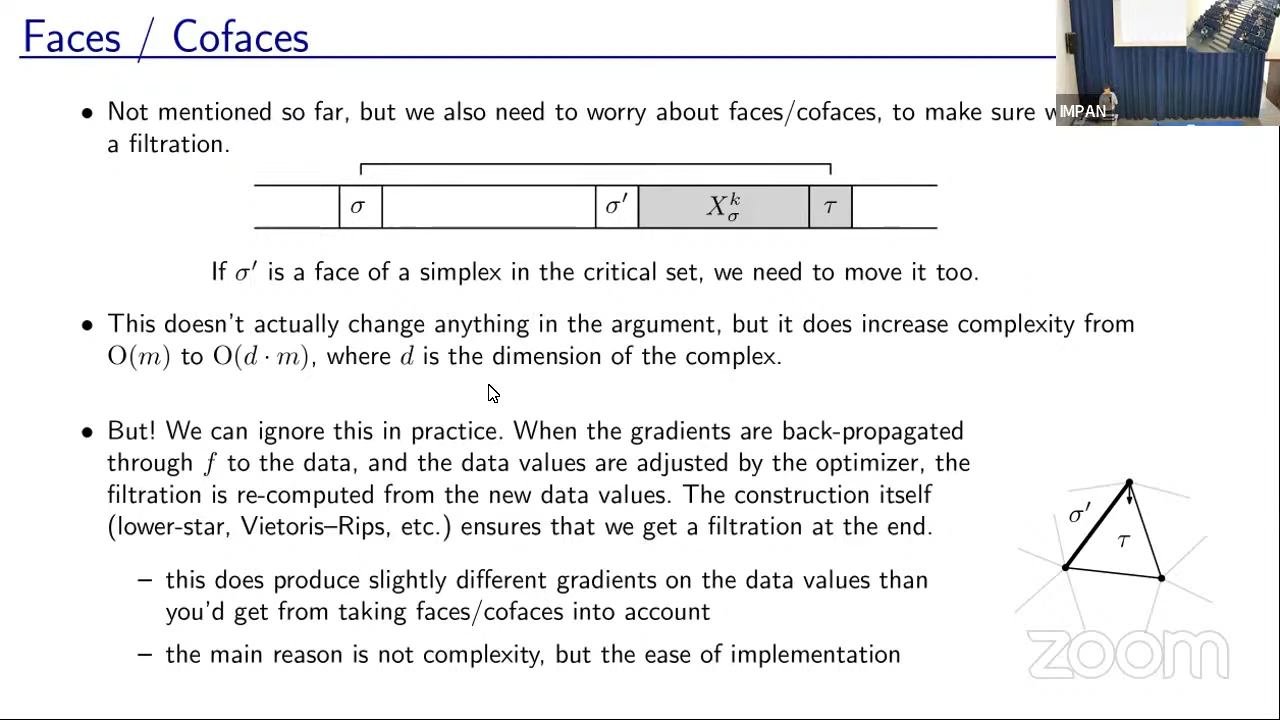 Faces / Cofaces
• Not mentioned so far, but we also need to worry about faces/cofaces, to make sure
a filtration.
IMPAN
σ σ′ X_σ^k τ
If σ′ is a face of a simplex in the critical set, we need to move it too.
• This doesn't actually change anything in the argument, but it does increase complexity from
O(m) to O(d · m), where d is the dimension of the complex.
• But! We can ignore this in practice. When the gradients are back-propagated
through f to the data, and the data values are adjusted by the optimizer, the
filtration is re-computed from the new data values. The construction itself
(lower-star, Vietoris–Rips, etc.) ensures that we get a filtration at the end.
σ′
τ
– this does produce slightly different gradients on the data values than
you'd get from taking faces/cofaces into account
– the main reason is not complexity, but the ease of implementation
zoom